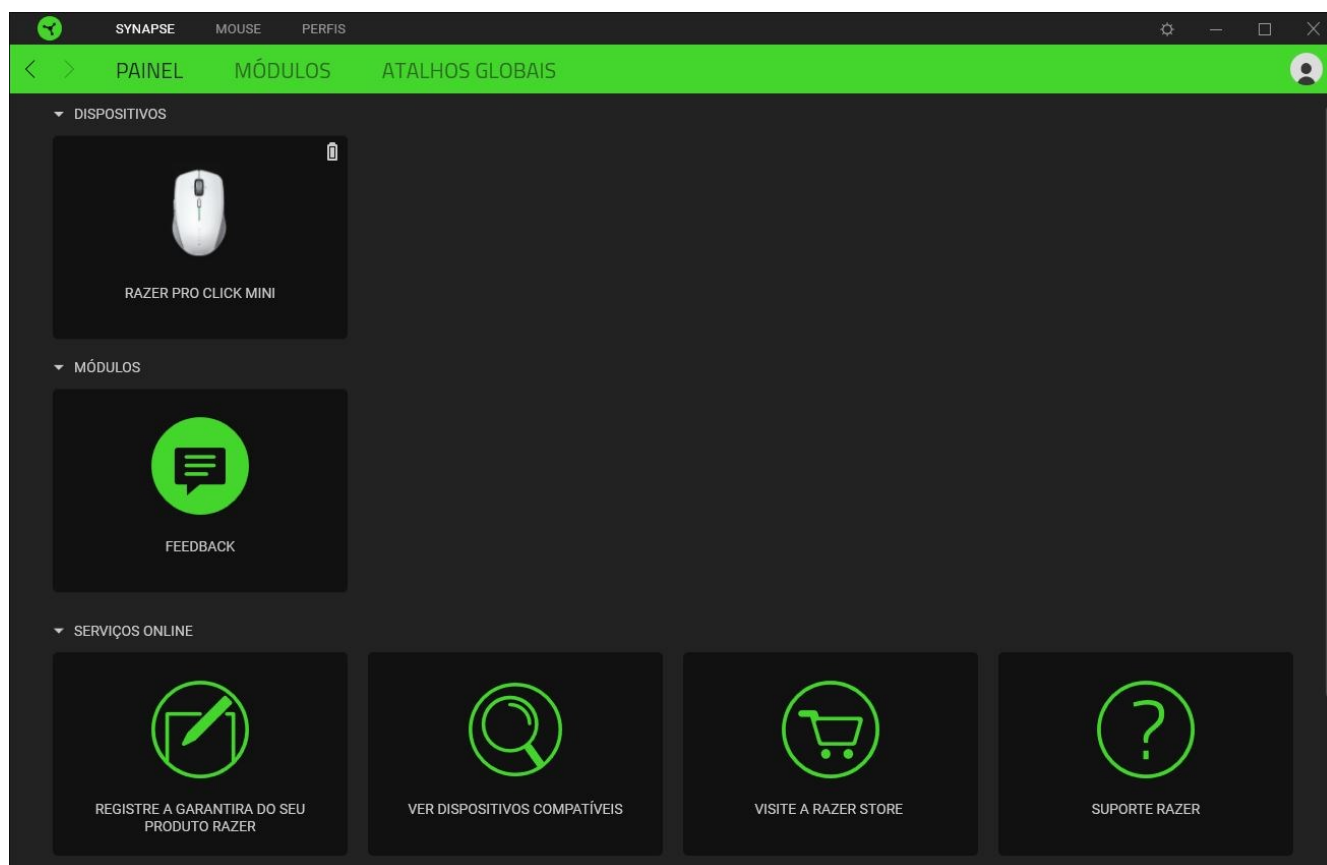 SYNAPSE MOUSE PERFIS
PAINEL MÓDULOS ATALHOS GLOBAIS
DISPOSITIVOS
RAZER PRO CLICK MINI
MÓDULOS
FEEDBACK
SERVIÇOS ONLINE
REGISTRE A GARANTIRA DO SEU
PRODUTO RAZER
VER DISPOSITIVOS COMPATÍVEIS
VISITE A RAZER STORE
SUPORTE RAZER